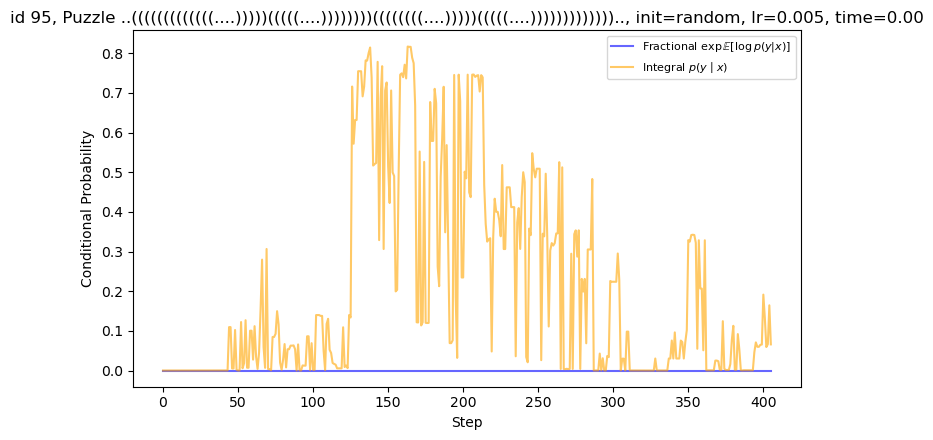 id 95, Puzzle ..(((((((((((((....)))))(((((....))))))))((((((((....)))))(((((....))))))))))))).., init=random, lr=0.005, time=0.00
Fractional exp𝔼[log p(y|x)]
Integral p(y | x)
Conditional Probability
0.8
0.7
0.6
0.5
0.4
0.3
0.2
0.1
0.0
0 50 100 150 200 250 300 350 400
Step